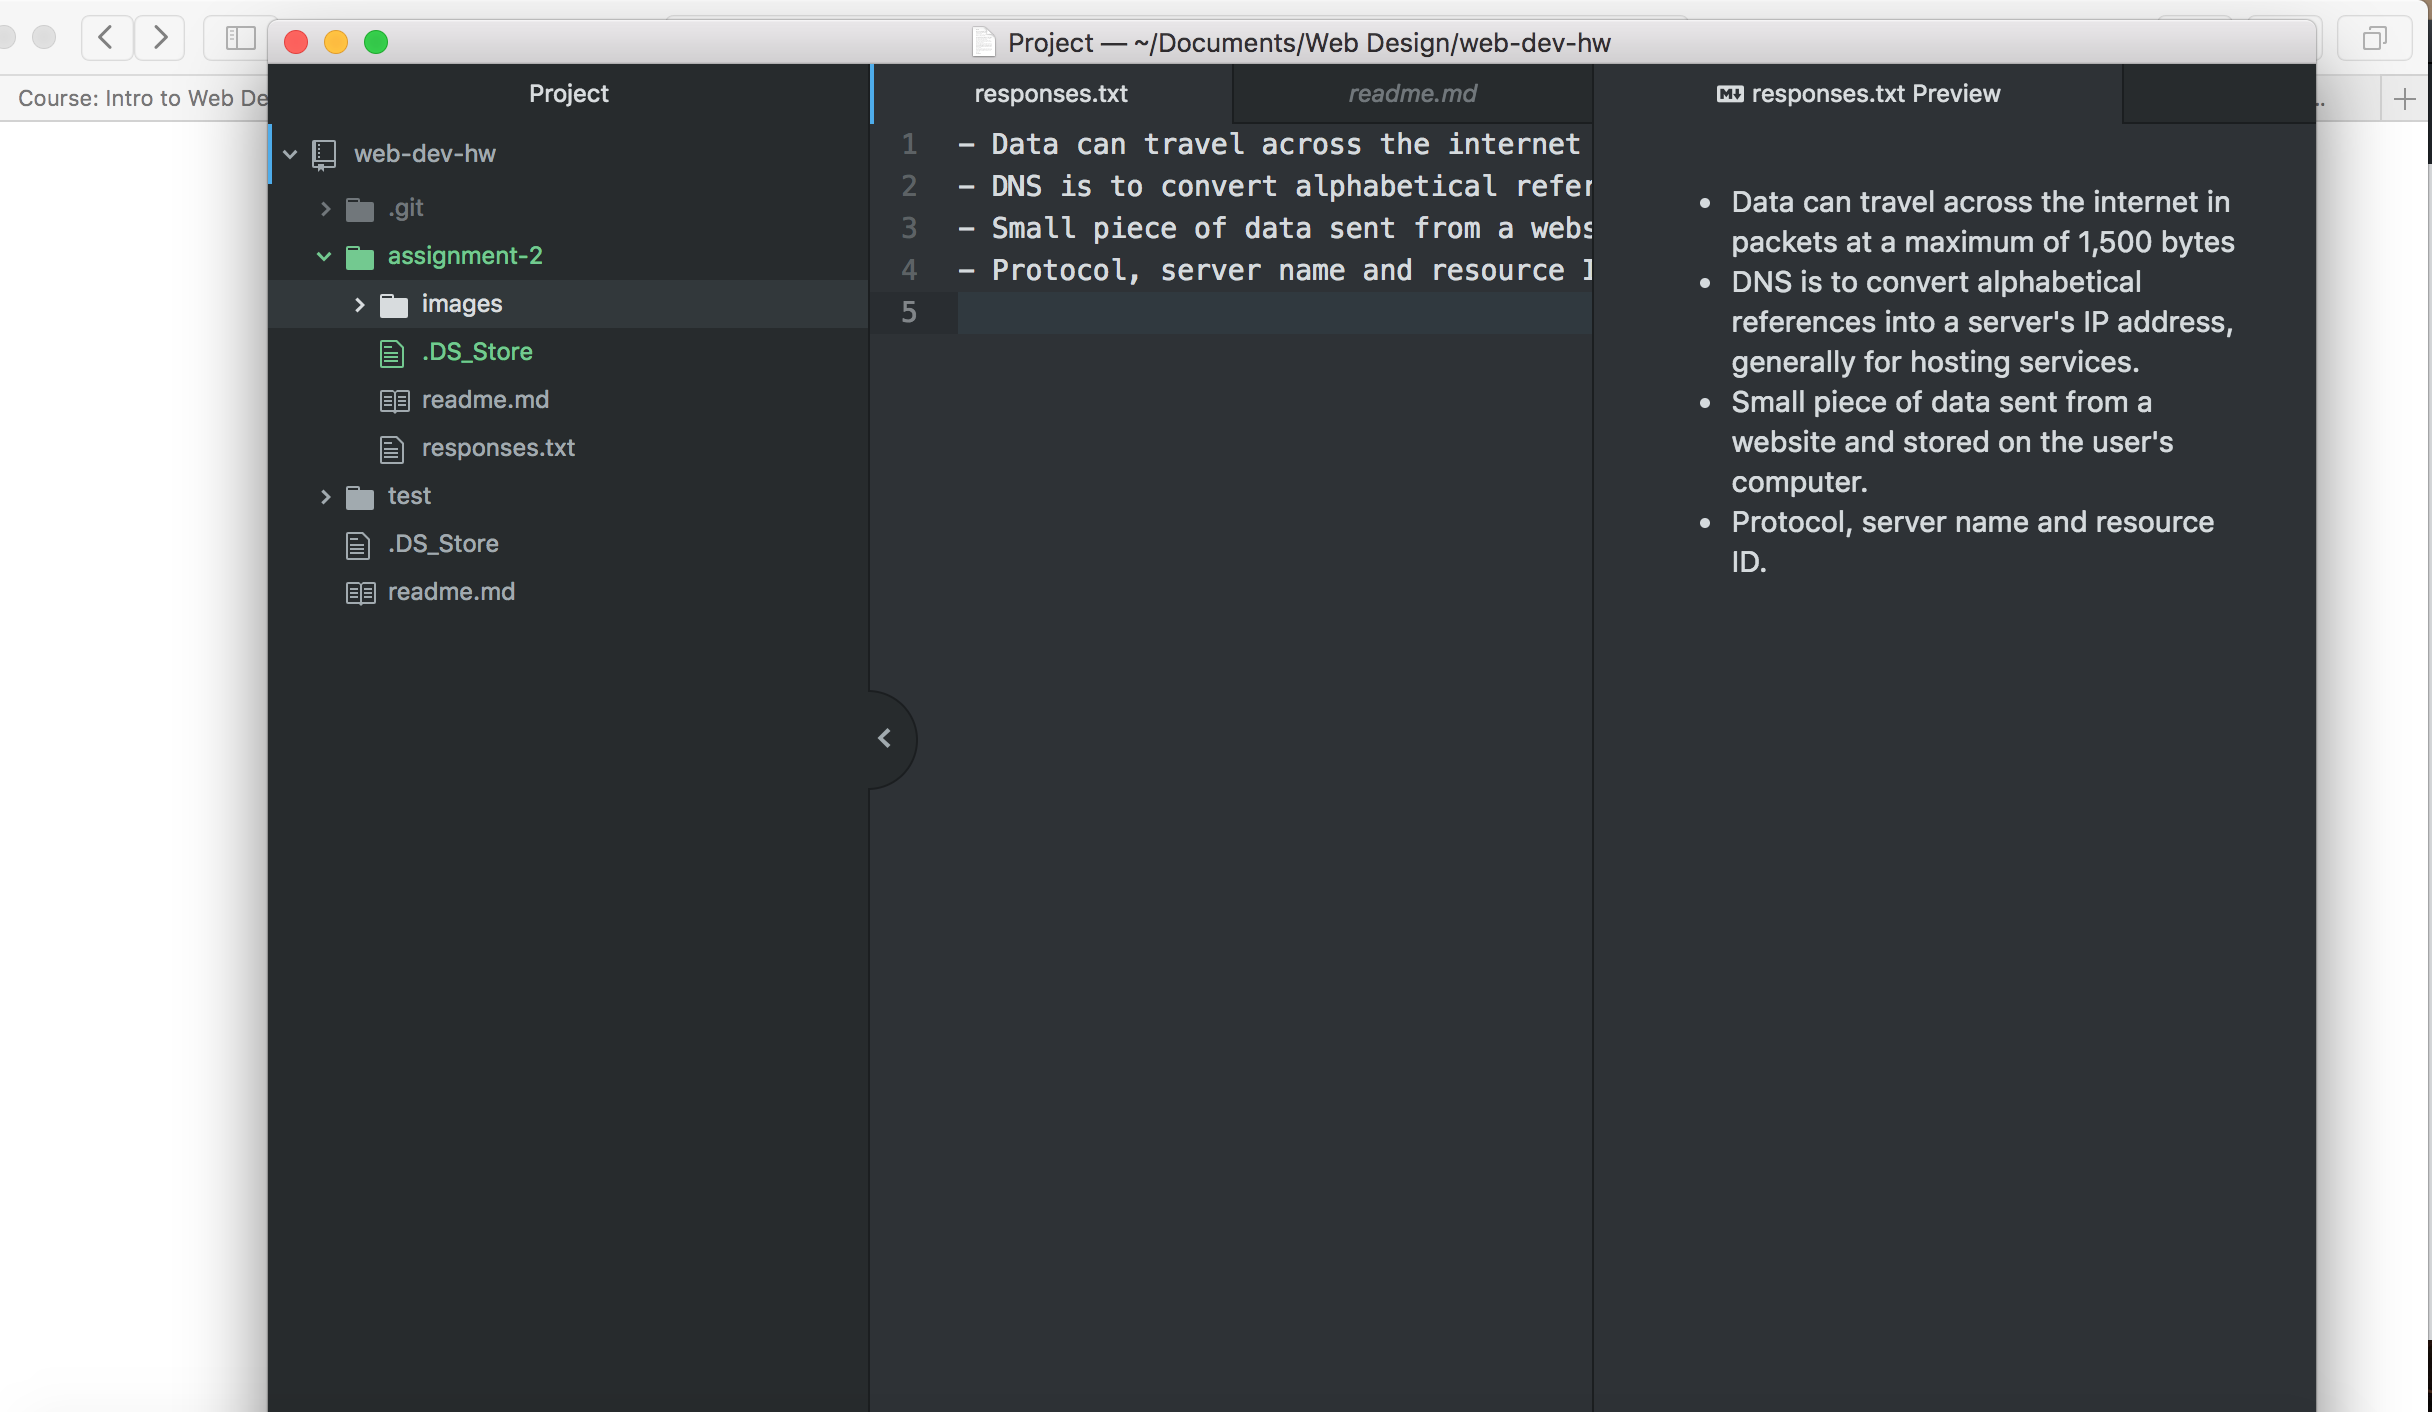 Project — ~/Documents/Web Design/web-dev-hw
Course: Intro to Web De
Project
web-dev-hw
.git
assignment-2
images
.DS_Store
readme.md
responses.txt
test
.DS_Store
readme.md
responses.txt
readme.md
1 - Data can travel across the internet
2 - DNS is to convert alphabetical refer
3 - Small piece of data sent from a webs
4 - Protocol, server name and resource I
5
responses.txt Preview
• Data can travel across the internet in
packets at a maximum of 1,500 bytes
• DNS is to convert alphabetical
references into a server's IP address,
generally for hosting services.
• Small piece of data sent from a
website and stored on the user's
computer.
• Protocol, server name and resource
ID.